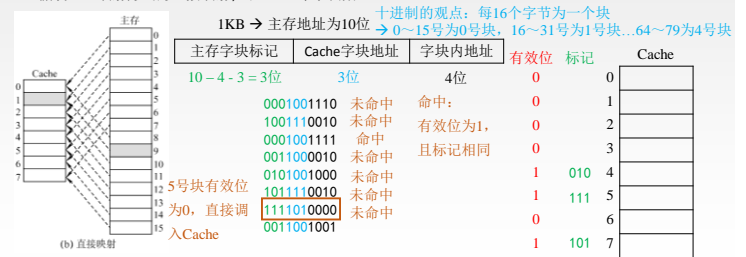 1KB → 主存地址为10位
十进制的观点：每16个字节为一个块
→ 0～15号为0号块，16～31号为1号块…64～79为4号块
主存字块标记 Cache字块地址 字块内地址
10 – 4 - 3 = 3位 3位 4位
有效位 标记 Cache
0001001110 未命中
1001110010 未命中
0001001111 命中
0011000010 未命中
0101001000 未命中
1011110010 未命中
1111010000 未命中
0011001001
命中：
有效位为1，
且标记相同
5号块有效位
为0，直接调
入Cache
0 0
0 1
0 2
0 3
1 010 4
1 111 5
0 6
1 101 7
主存
Cache
0
1
2
3
4
5
6
7
0
1
2
3
4
5
6
7
8
9
10
11
12
13
14
15
(b) 直接映射